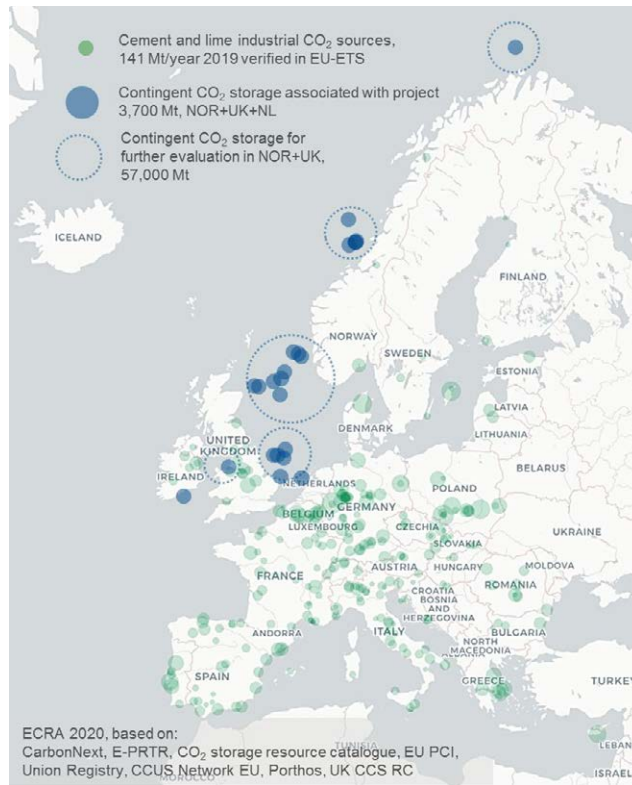 Cement and lime industrial CO₂ sources,
141 Mt/year 2019 verified in EU-ETS
Contingent CO₂ storage associated with project
3,700 Mt, NOR+UK+NL
Contingent CO₂ storage for
further evaluation in NOR+UK,
57,000 Mt
ICELAND
FINLAND
NORWAY
SWEDEN
ESTONIA
LATVIA
DENMARK
LITHUANIA
UNITED
KINGDOM
IRELAND
BELARUS
NETHERLANDS
POLAND
BELGIUM
GERMANY
LUXEMBOURG
CZECHIA
UKRAINE
SLOVAKIA
FRANCE
AUSTRIA
HUNGARY
MOLDOVA
ROMANIA
CROATIA
BOSNIA
AND
HERZEGOVINA
ANDORRA
ITALY
BULGARIA
NORTH
MACEDONIA
ALBANIA
SPAIN
GREECE
TURKEY
ECRA 2020, based on:
TUNISIA
LEBAN
CarbonNext, E-PRTR, CO₂ storage resource catalogue, EU PCI,
Union Registry, CCUS Network EU, Porthos, UK CCS RC
MOROCCO
ISRAEL